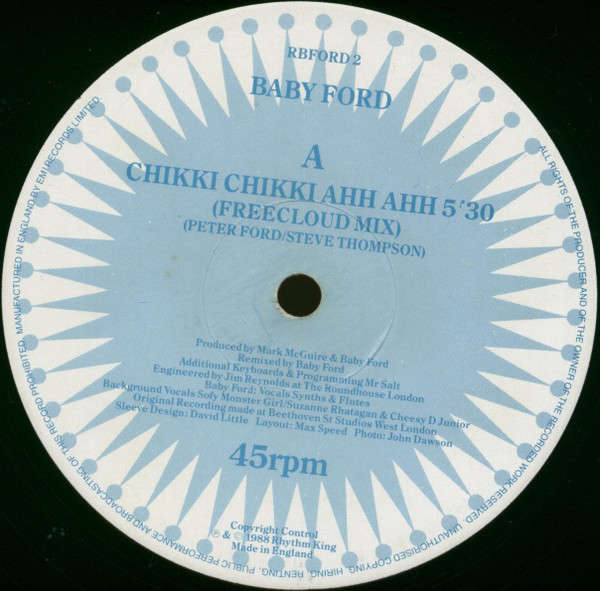 RBFORD 2
BABY FORD
A
CHIKKI CHIKKI AHH AHH 5'30
(FREECLOUD MIX)
(PETER FORD/STEVE THOMPSON)
Produced by Mark McGuire & Baby Ford
Remixed by Baby Ford
Additional Keyboards & Programming Mr Salt
Engineered by Jim Reynolds at The Roundhouse London
Baby Ford: Vocals Synths & Flutes
Background Vocals Sofy Monster Girl/Suzanne Rhatagan & Cheesy D Junior
Original Recording made at Beethoven St Studios West London
Sleeve Design: David Little Layout: Max Speed Photo: John Dawson
45rpm
Copyright Control
℗ & © 1988 Rhythm King
Made in England
ALL RIGHTS OF THE PRODUCER AND OF THE OWNER OF THE RECORDED WORK RESERVED. UNAUTHORISED COPYING, HIRING, RENTING, PUBLIC PERFORMANCE AND BROADCASTING OF THIS RECORD PROHIBITED. MANUFACTURED IN ENGLAND BY EMI RECORDS LIMITED